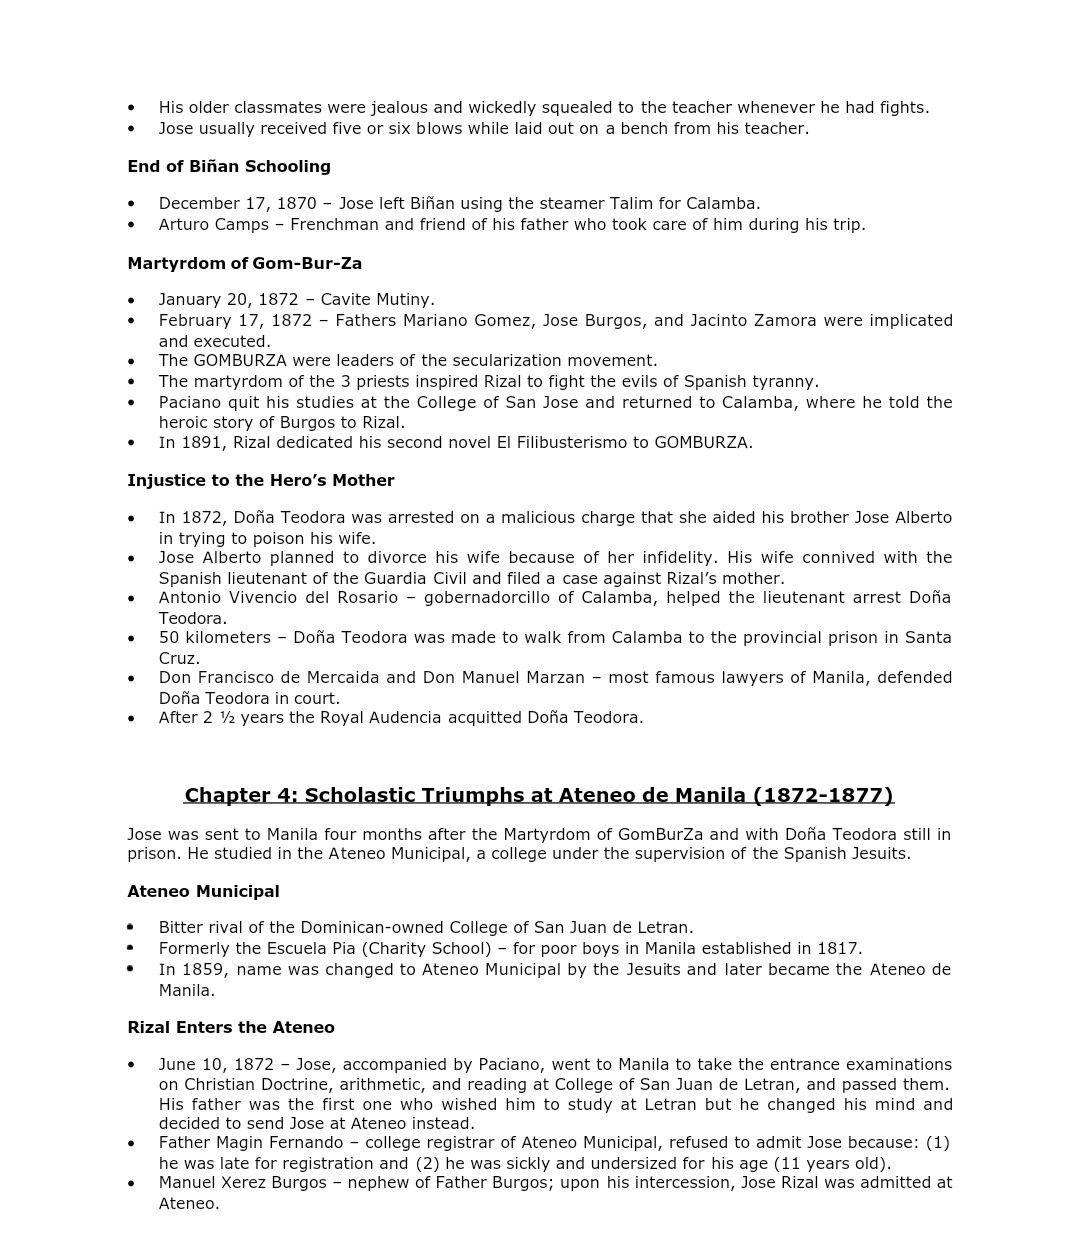 • His older classmates were jealous and wickedly squealed to the teacher whenever he had fights.
• Jose usually received five or six blows while laid out on a bench from his teacher.
End of Biñan Schooling
• December 17, 1870 – Jose left Biñan using the steamer Talim for Calamba.
• Arturo Camps – Frenchman and friend of his father who took care of him during his trip.
Martyrdom of Gom-Bur-Za
• January 20, 1872 – Cavite Mutiny.
• February 17, 1872 – Fathers Mariano Gomez, Jose Burgos, and Jacinto Zamora were implicated
and executed.
• The GOMBURZA were leaders of the secularization movement.
• The martyrdom of the 3 priests inspired Rizal to fight the evils of Spanish tyranny.
• Paciano quit his studies at the College of San Jose and returned to Calamba, where he told the
heroic story of Burgos to Rizal.
• In 1891, Rizal dedicated his second novel El Filibusterismo to GOMBURZA.
Injustice to the Hero’s Mother
• In 1872, Doña Teodora was arrested on a malicious charge that she aided his brother Jose Alberto
in trying to poison his wife.
• Jose Alberto planned to divorce his wife because of her infidelity. His wife connived with the
Spanish lieutenant of the Guardia Civil and filed a case against Rizal’s mother.
• Antonio Vivencio del Rosario – gobernadorcillo of Calamba, helped the lieutenant arrest Doña
Teodora.
• 50 kilometers – Doña Teodora was made to walk from Calamba to the provincial prison in Santa
Cruz.
• Don Francisco de Mercaida and Don Manuel Marzan – most famous lawyers of Manila, defended
Doña Teodora in court.
• After 2 ½ years the Royal Audencia acquitted Doña Teodora.
Chapter 4: Scholastic Triumphs at Ateneo de Manila (1872-1877)
Jose was sent to Manila four months after the Martyrdom of GomBurZa and with Doña Teodora still in
prison. He studied in the Ateneo Municipal, a college under the supervision of the Spanish Jesuits.
Ateneo Municipal
• Bitter rival of the Dominican-owned College of San Juan de Letran.
• Formerly the Escuela Pia (Charity School) – for poor boys in Manila established in 1817.
• In 1859, name was changed to Ateneo Municipal by the Jesuits and later became the Ateneo de
Manila.
Rizal Enters the Ateneo
• June 10, 1872 – Jose, accompanied by Paciano, went to Manila to take the entrance examinations
on Christian Doctrine, arithmetic, and reading at College of San Juan de Letran, and passed them.
His father was the first one who wished him to study at Letran but he changed his mind and
decided to send Jose at Ateneo instead.
• Father Magin Fernando – college registrar of Ateneo Municipal, refused to admit Jose because: (1)
he was late for registration and (2) he was sickly and undersized for his age (11 years old).
• Manuel Xerez Burgos – nephew of Father Burgos; upon his intercession, Jose Rizal was admitted at
Ateneo.